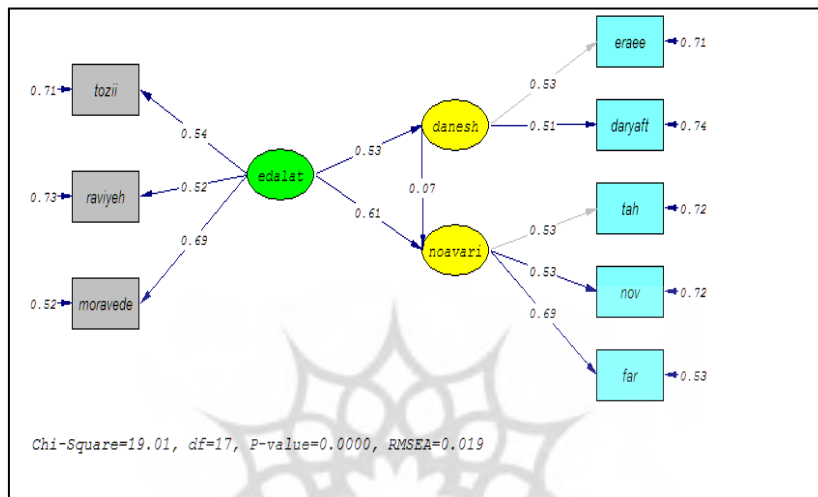 eraee
0.71
0.71
tozii
0.53
0.54
danesh
0.51
daryaft
0.74
0.53
edalat
0.52
0.73
raviyeh
0.07
0.61
tah
0.72
0.53
0.69
noavari
0.53
nov
0.72
0.52
moravede
0.69
far
0.53
Chi-Square=19.01, df=17, P-value=0.0000, RMSEA=0.019